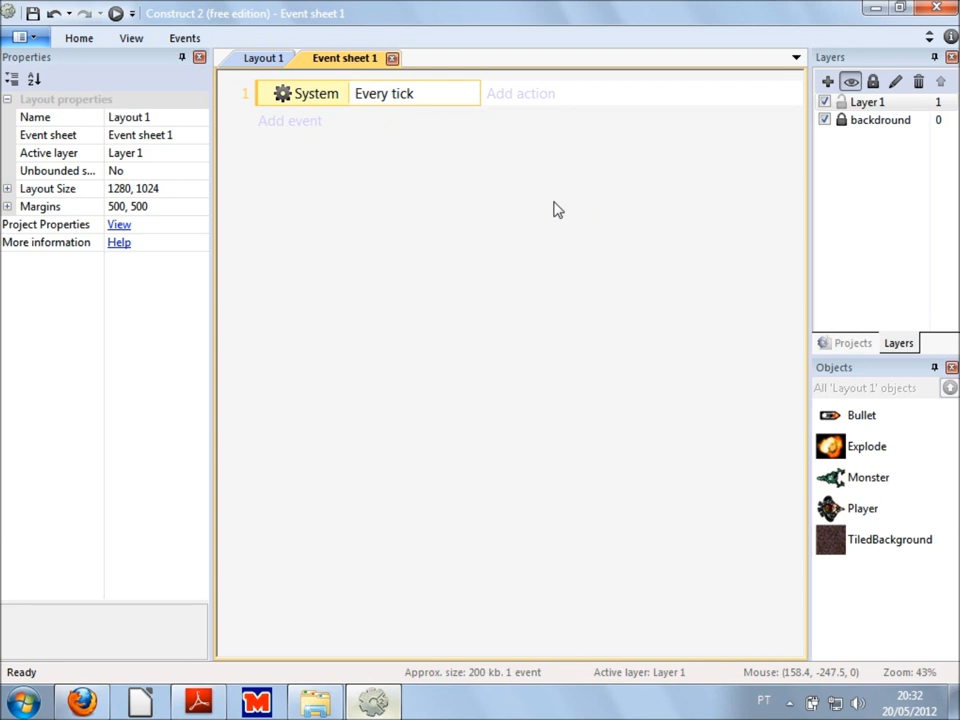 Construct 2 (free edition) - Event sheet 1
Home View Events
Properties
Layout properties
Name Layout 1
Event sheet Event sheet 1
Active layer Layer 1
Unbounded s... No
Layout Size 1280, 1024
Margins 500, 500
Project Properties View
More information Help
Layout 1 Event sheet 1
1 System Every tick Add action
Add event
Layers
Layer 1 1
backdround 0
Projects Layers
Objects
All 'Layout 1' objects
Bullet
Explode
Monster
Player
TiledBackground
Ready Approx. size: 200 kb. 1 event Active layer: Layer 1 Mouse: (158.4, -247.5, 0) Zoom: 43%
PT 20:32
20/05/2012